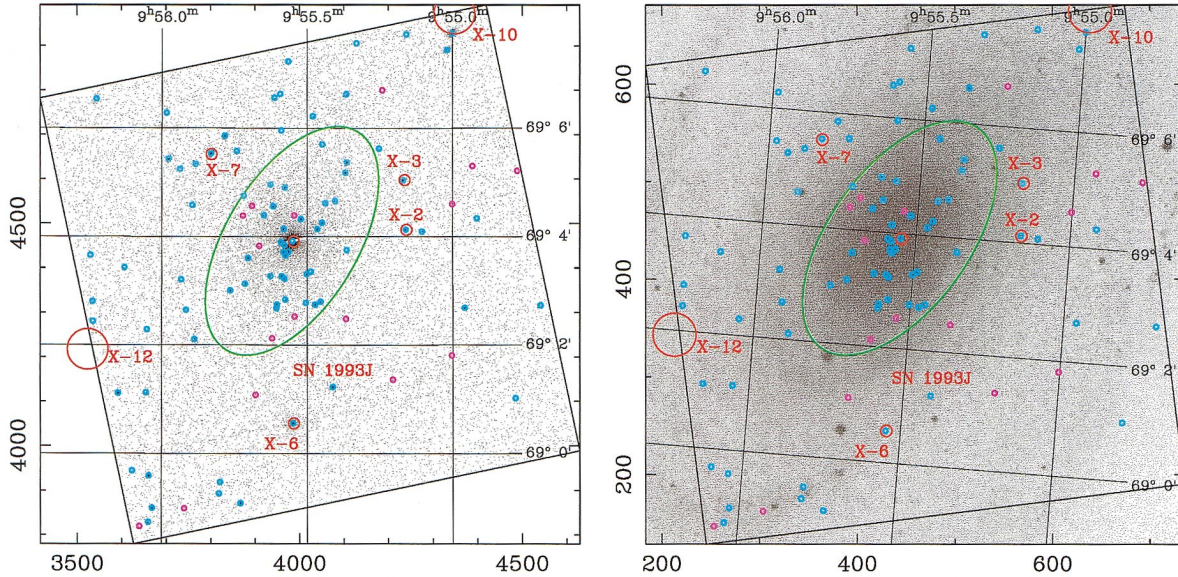 9ʰ56ᵐ0ᵐ 9ʰ55.5ᵐ 9ʰ55.0ᵐ
X-10
69° 6'
X-7
X-3
X-2
69° 4'
4500
X-12
69° 2'
SN 1993J
X-6
4000
69° 0'
3500 4000 4500
9ʰ56.0ᵐ 9ʰ55.5ᵐ 9ʰ55.0ᵐ
X-10
600
69° 6'
X-7
X-3
X-2
69° 4'
400
X-12
69° 2'
SN 1993J
X-6
200
69° 0'
200 400 600